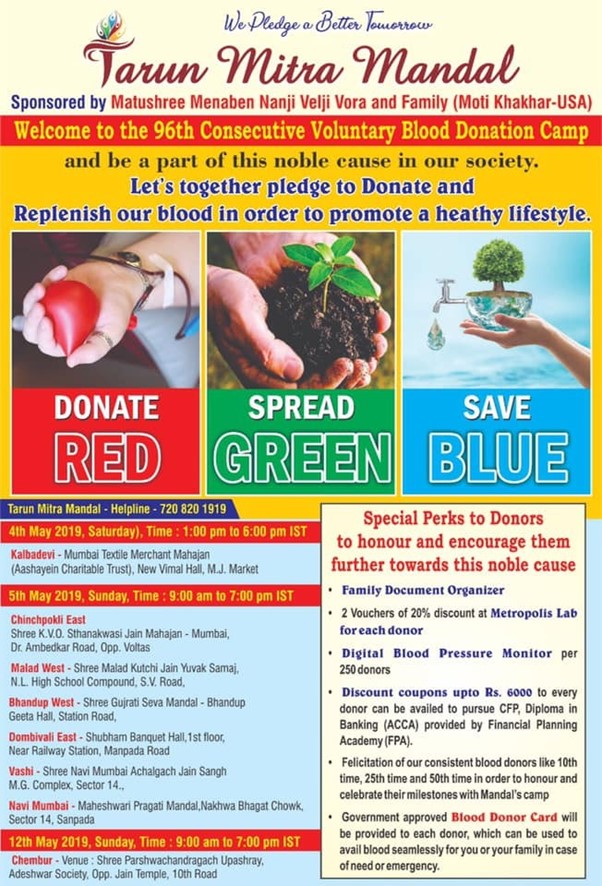 We Pledge a Better Tomorrow
Tarun Mitra Mandal
Sponsored by Matushree Menaben Nanji Velji Vora and Family (Moti Khakhar-USA)
Welcome to the 96th Consecutive Voluntary Blood Donation Camp
and be a part of this noble cause in our society.
Let's together pledge to Donate and
Replenish our blood in order to promote a heathy lifestyle.
DONATE
RED
SPREAD
GREEN
SAVE
BLUE
Tarun Mitra Mandal - Helpline - 720 820 1919
4th May 2019, Saturday), Time : 1:00 pm to 6:00 pm IST
Kalbadevi - Mumbai Textile Merchant Mahajan
(Aashayein Charitable Trust), New Vimal Hall, M.J. Market
5th May 2019, Sunday, Time : 9:00 am to 7:00 pm IST
Chinchpokli East
Shree K.V.O. Sthanakwasi Jain Mahajan - Mumbai,
Dr. Ambedkar Road, Opp. Voltas
Malad West - Shree Malad Kutchi Jain Yuvak Samaj,
N.L. High School Compound, S.V. Road,
Bhandup West - Shree Gujrati Seva Mandal - Bhandup
Geeta Hall, Station Road,
Dombivali East - Shubham Banquet Hall,1st floor,
Near Railway Station, Manpada Road
Vashi - Shree Navi Mumbai Achalgach Jain Sangh
M.G. Complex, Sector 14.,
Navi Mumbai - Maheshwari Pragati Mandal,Nakhwa Bhagat Chowk,
Sector 14, Sanpada
12th May 2019, Sunday, Time : 9:00 am to 7:00 pm IST
Chembur - Venue : Shree Parshwachandragach Upashray,
Adeshwar Society, Opp. Jain Temple, 10th Road
Special Perks to Donors
to honour and encourage them
further towards this noble cause
• Family Document Organizer
• 2 Vouchers of 20% discount at Metropolis Lab
for each donor
• Digital Blood Pressure Monitor per
250 donors
• Discount coupons upto Rs. 6000 to every
donor can be availed to pursue CFP, Diploma in
Banking (ACCA) provided by Financial Planning
Academy (FPA).
• Felicitation of our consistent blood donors like 10th
time, 25th time and 50th time in order to honour and
celebrate their milestones with Mandal's camp
• Government approved Blood Donor Card will
be provided to each donor, which can be used to
avail blood seamlessly for you or your family in case
of need or emergency.